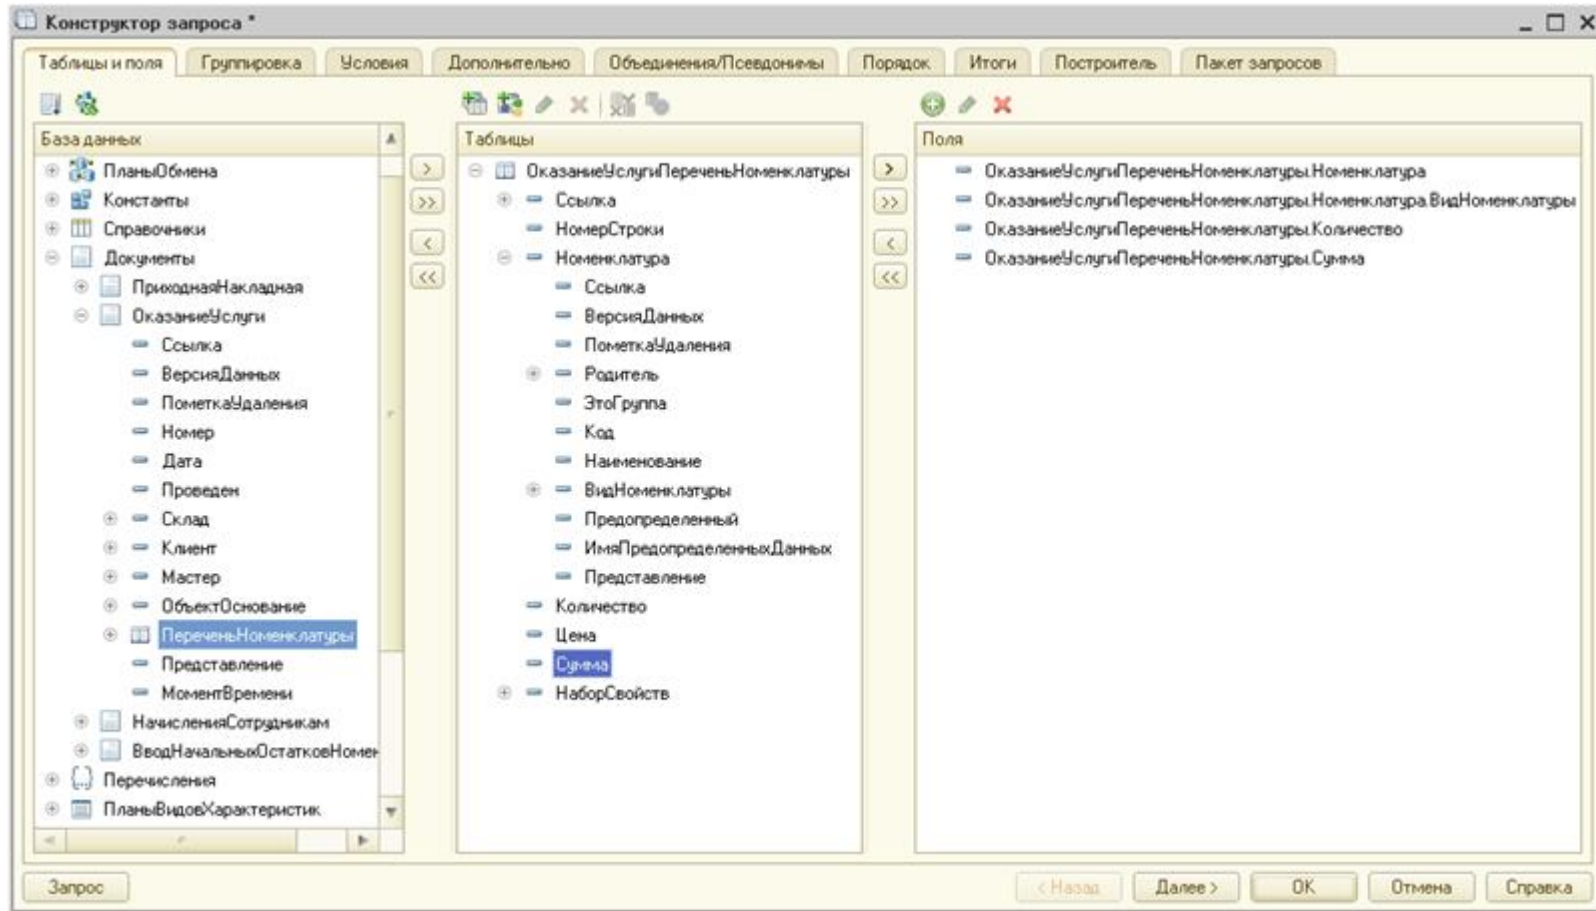 Конструктор запроса *
Таблицы и поля
Группировка
Условия
Дополнительно
Объединения/Псевдонимы
Порядок
Итоги
Построитель
Пакет запросов
База данных
ПланыОбмена
Константы
Справочники
Документы
ПриходнаяНакладная
ОказаниеУслуги
Ссылка
ВерсияДанных
ПометкаУдаления
Номер
Дата
Проведен
Склад
Клиент
Мастер
ОбъектОснование
ПереченьНоменклатуры
Представление
МоментВремени
НачисленияСотрудникам
ВводНачальныхОстатковНомен
Перечисления
ПланыВидовХарактеристик
>
>>
<
<<
Таблицы
ОказаниеУслугиПереченьНоменклатуры
Ссылка
НомерСтроки
Номенклатура
Ссылка
ВерсияДанных
ПометкаУдаления
Родитель
ЭтоГруппа
Код
Наименование
ВидНоменклатуры
Предопределенный
ИмяПредопределенныхДанных
Представление
Количество
Цена
Сумма
НаборСвойств
>
>>
<
<<
Поля
ОказаниеУслугиПереченьНоменклатуры.Номенклатура
ОказаниеУслугиПереченьНоменклатуры.Номенклатура.ВидНоменклатуры
ОказаниеУслугиПереченьНоменклатуры.Количество
ОказаниеУслугиПереченьНоменклатуры.Сумма
Запрос
< Назад
Далее >
ОК
Отмена
Справка